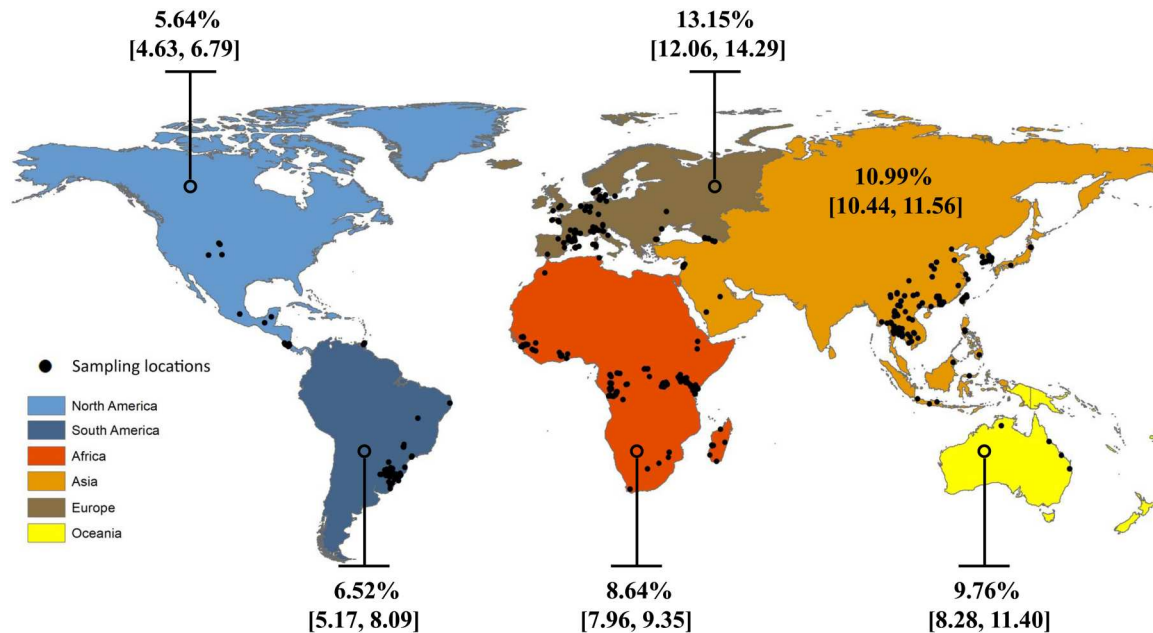 5.64%
[4.63, 6.79]
13.15%
[12.06, 14.29]
10.99%
[10.44, 11.56]
Sampling locations
North America
South America
Africa
Asia
Europe
Oceania
6.52%
[5.17, 8.09]
8.64%
[7.96, 9.35]
9.76%
[8.28, 11.40]